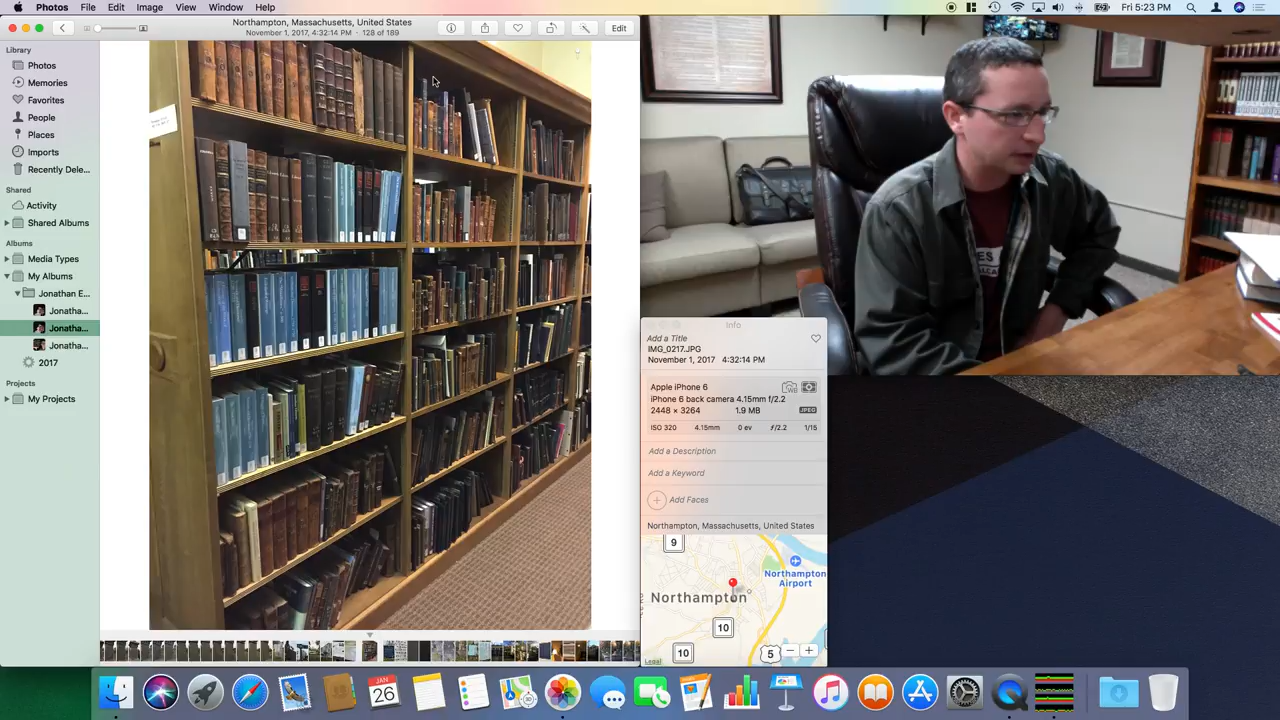 Photos File Edit Image View Window Help
Fri 5:23 PM
Northampton, Massachusetts, United States
November 1, 2017, 4:32:14 PM · 128 of 189
Edit
Library
Photos
Memories
Favorites
People
Places
Imports
Recently Dele...
Shared
Activity
Shared Albums
Albums
Media Types
My Albums
Jonathan E...
Jonatha...
Jonatha...
Jonatha...
2017
Projects
My Projects
Info
Add a Title
IMG_0217.JPG
November 1, 2017 4:32:14 PM
Apple iPhone 6
iPhone 6 back camera 4.15mm f/2.2
2448 × 3264 1.9 MB JPEG
ISO 320 4.15mm 0 ev ƒ/2.2 1/15
Add a Description
Add a Keyword
Add Faces
Northampton, Massachusetts, United States
9
Northampton
Airport
Northampton
10
10
5
Legal
JAN
26